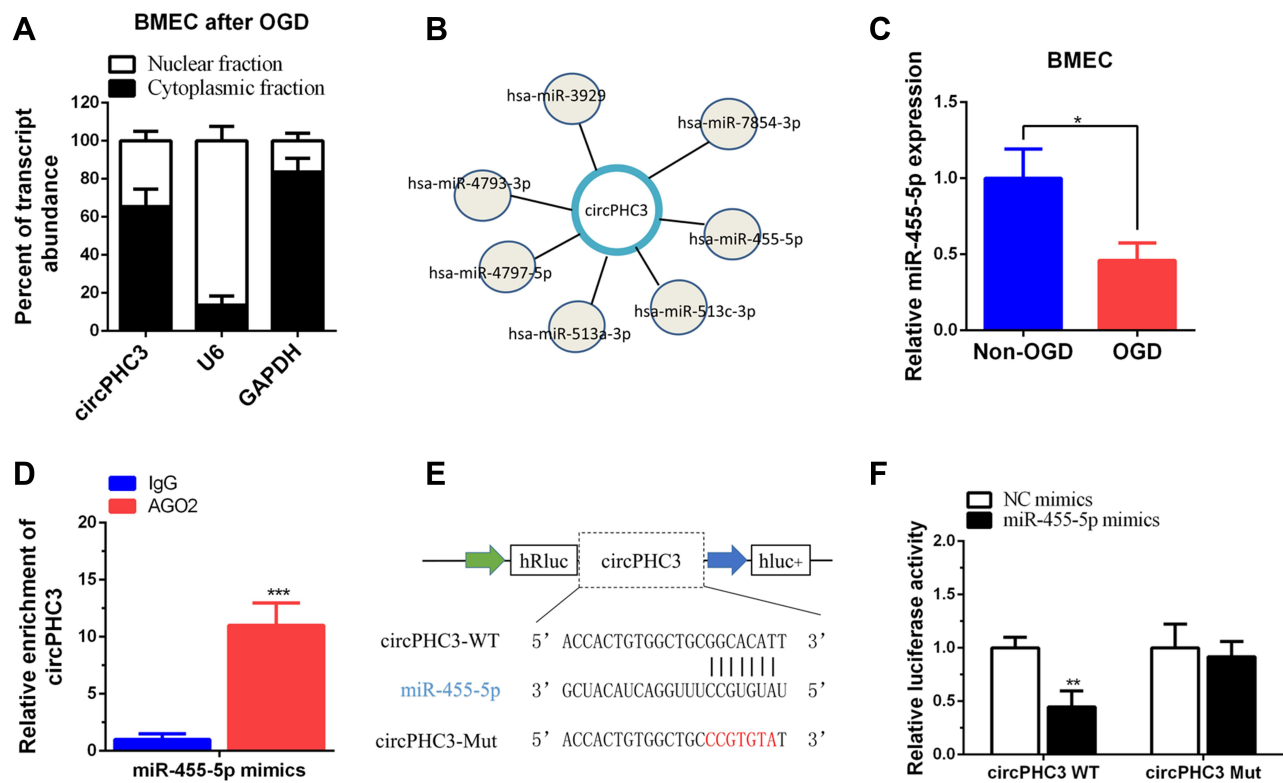 A
BMEC after OGD
Nuclear fraction
Cytoplasmic fraction
Percent of transcript
abundance
120
100
80
60
40
20
0
circPHC3
U6
GAPDH
B
hsa-miR-3929
hsa-miR-7854-3p
hsa-miR-4793-3p
circPHC3
hsa-miR-455-5p
hsa-miR-4797-5p
hsa-miR-513c-3p
hsa-miR-513a-3p
C
BMEC
Relative miR-455-5p expression
1.5
1.0
0.5
0.0
*
Non-OGD
OGD
D
IgG
AGO2
Relative enrichment of
circPHC3
20
15
10
5
0
***
miR-455-5p mimics
E
hRluc
circPHC3
hluc+
circPHC3-WT 5’ ACCACTGTGGCTGCGGCACATT 3’
miR-455-5p 3’ GCUACAUCAGGUUUCCGUGUAU 5’
circPHC3-Mut 5’ ACCACTGTGGCTGCCCGTGTAT 3’
F
NC mimics
miR-455-5p mimics
Relative luciferase activity
2.0
1.5
1.0
0.5
0.0
**
circPHC3 WT
circPHC3 Mut